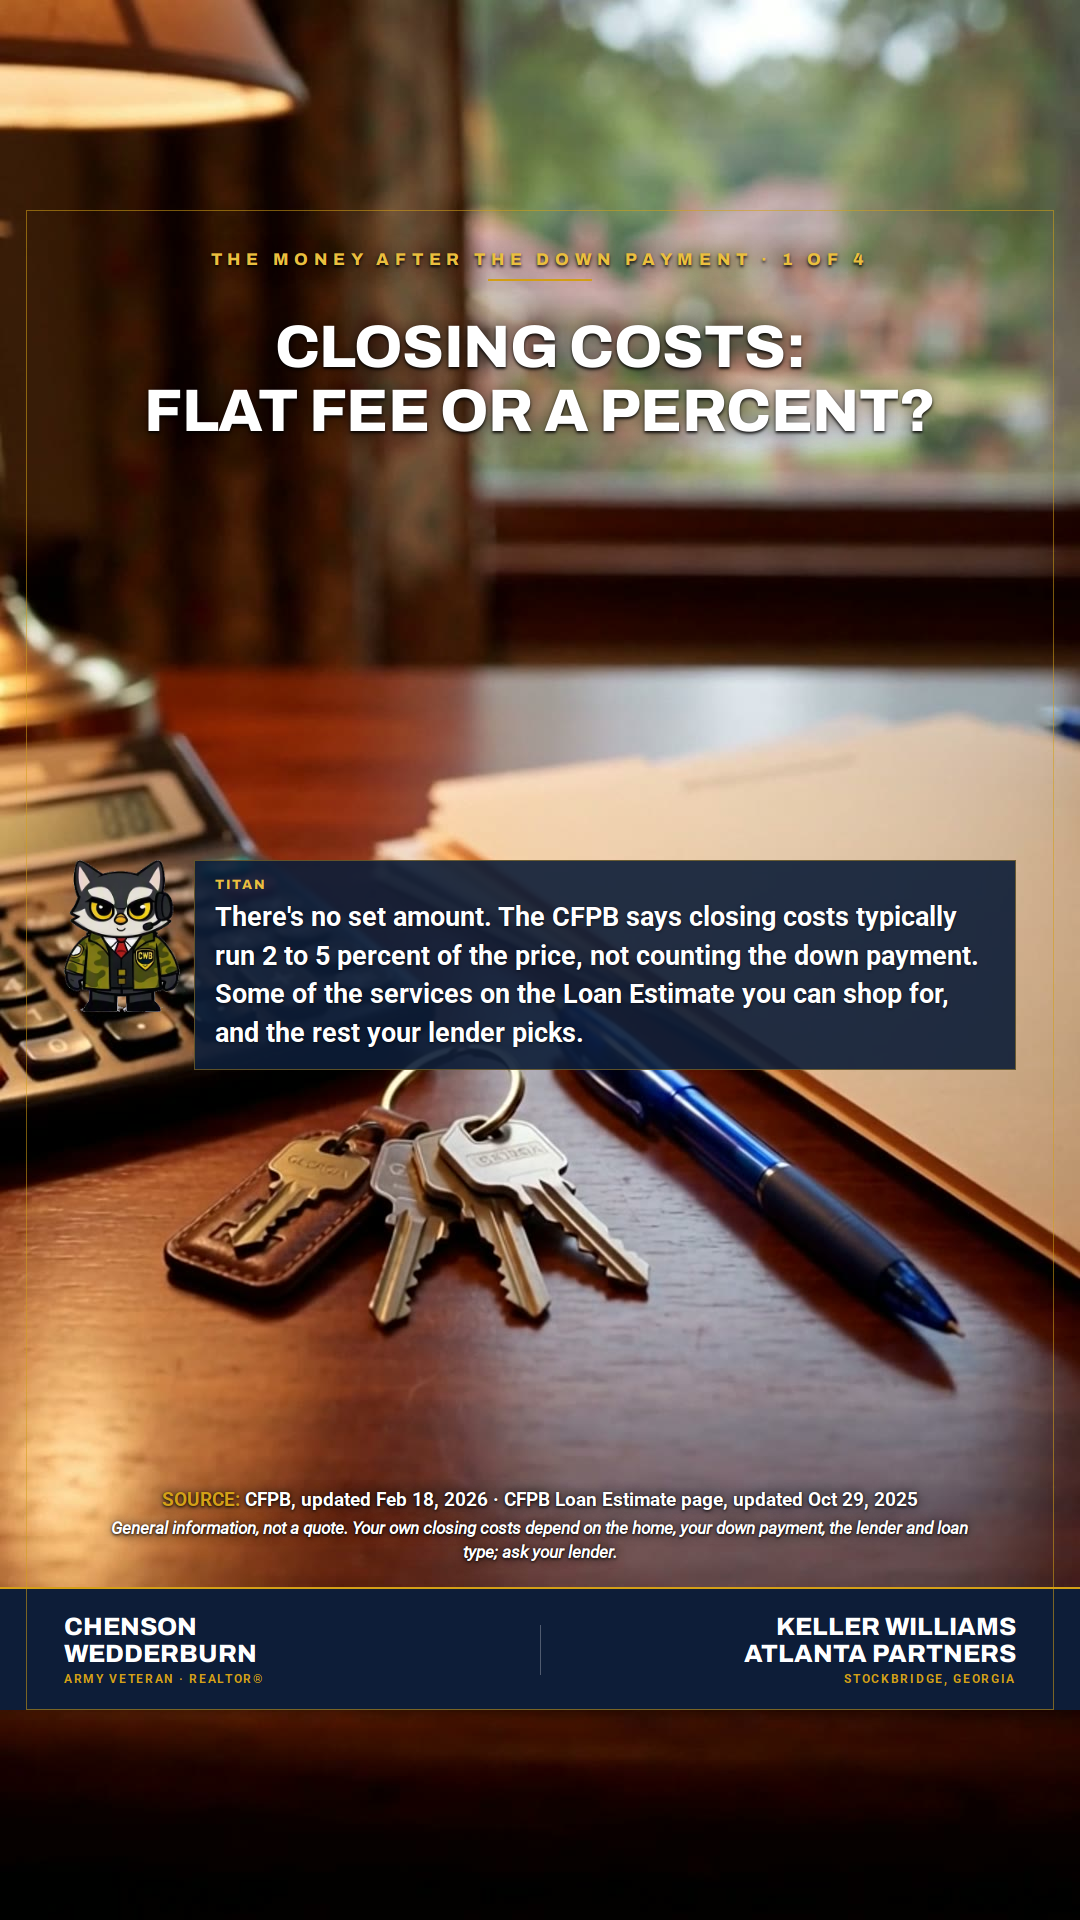 THE MONEY AFTER THE DOWN PAYMENT · 1 OF 4
CLOSING COSTS:
FLAT FEE OR A PERCENT?
TITAN
There's no set amount. The CFPB says closing costs typically
run 2 to 5 percent of the price, not counting the down payment.
Some of the services on the Loan Estimate you can shop for,
and the rest your lender picks.
CWD
GEORGIA
GEORGIA
SOURCE: CFPB, updated Feb 18, 2026 · CFPB Loan Estimate page, updated Oct 29, 2025
General information, not a quote. Your own closing costs depend on the home, your down payment, the lender and loan
type; ask your lender.
CHENSON
WEDDERBURN
ARMY VETERAN · REALTOR®
KELLER WILLIAMS
ATLANTA PARTNERS
STOCKBRIDGE, GEORGIA